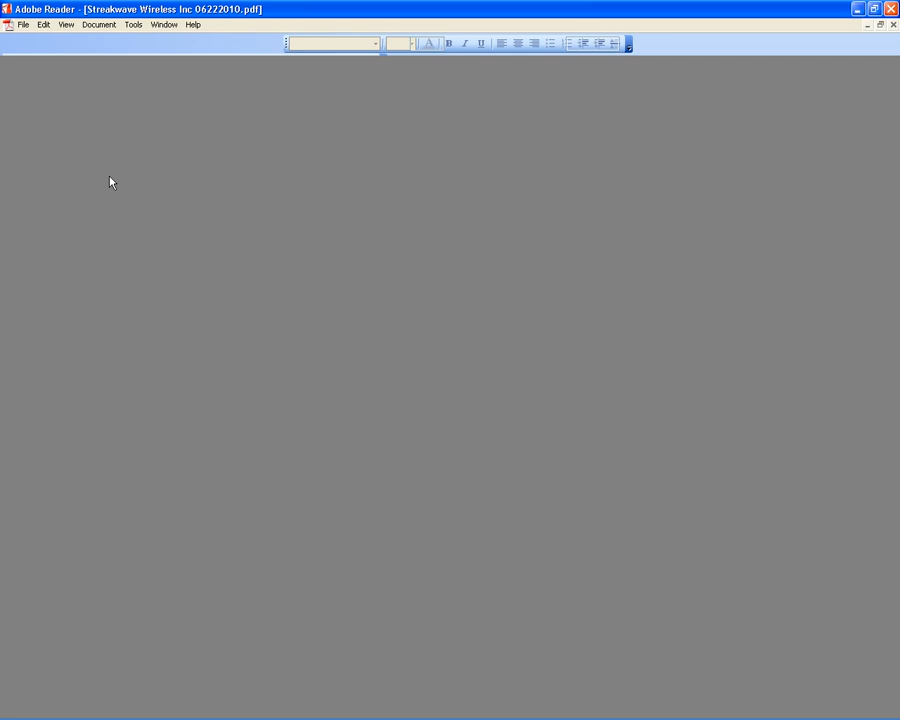 Adobe Reader - [Streakwave Wireless Inc 06222010.pdf]
File Edit View Document Tools Window Help
A B I U